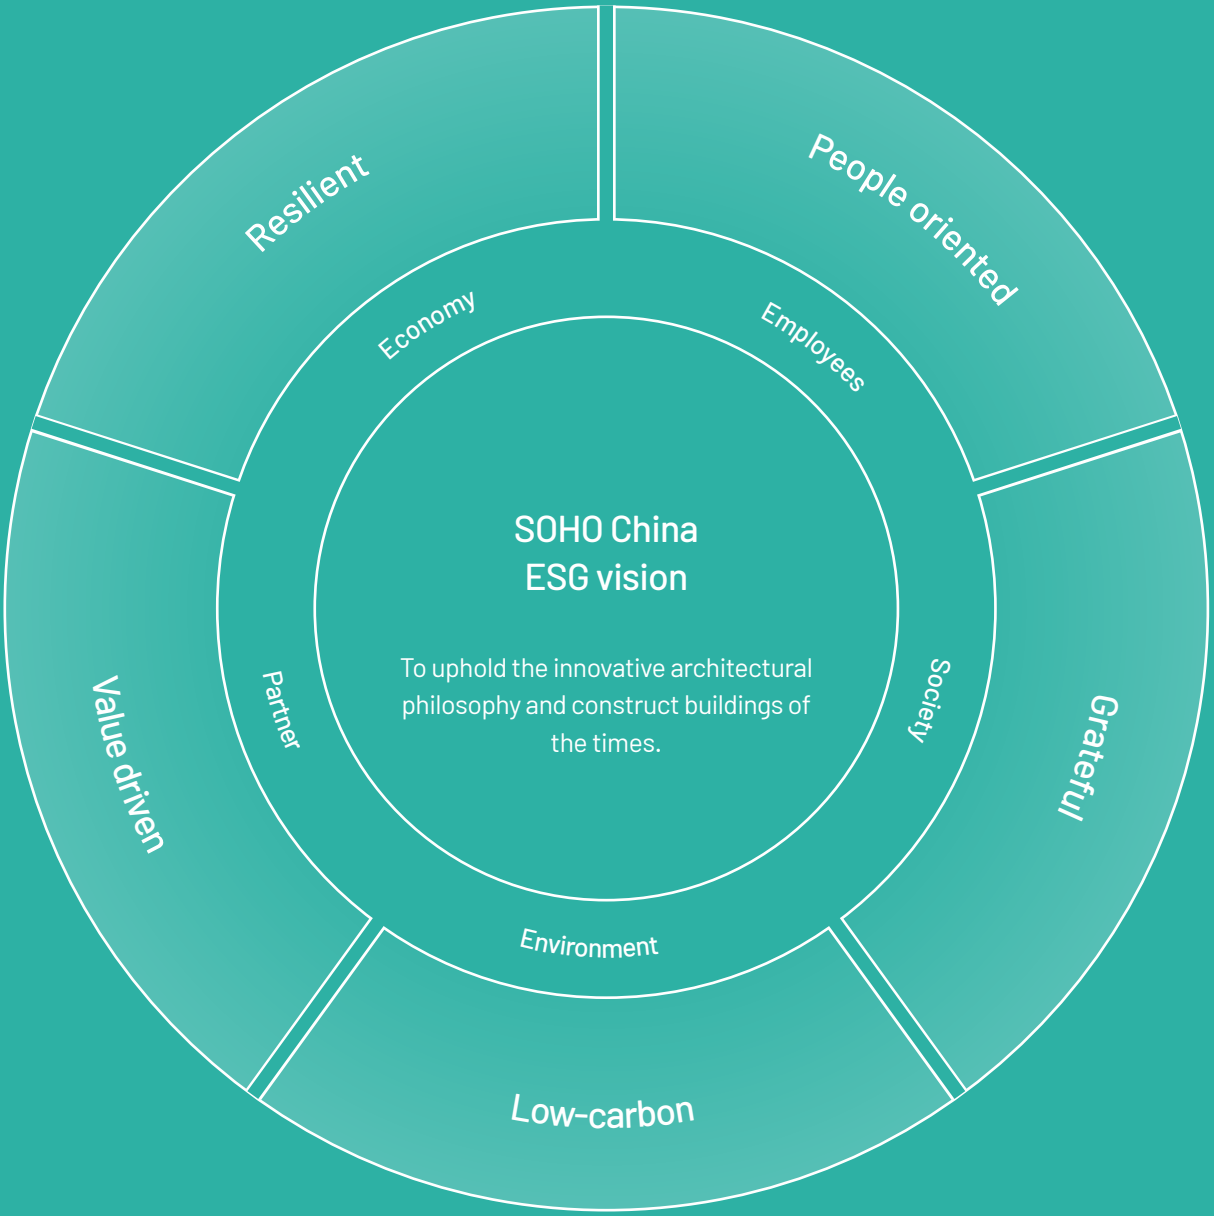 Resilient
People oriented
Economy
Employees
SOHO China
ESG vision
To uphold the innovative architectural
philosophy and construct buildings of
the times.
Partner
Society
Value driven
Grateful
Environment
Low-carbon